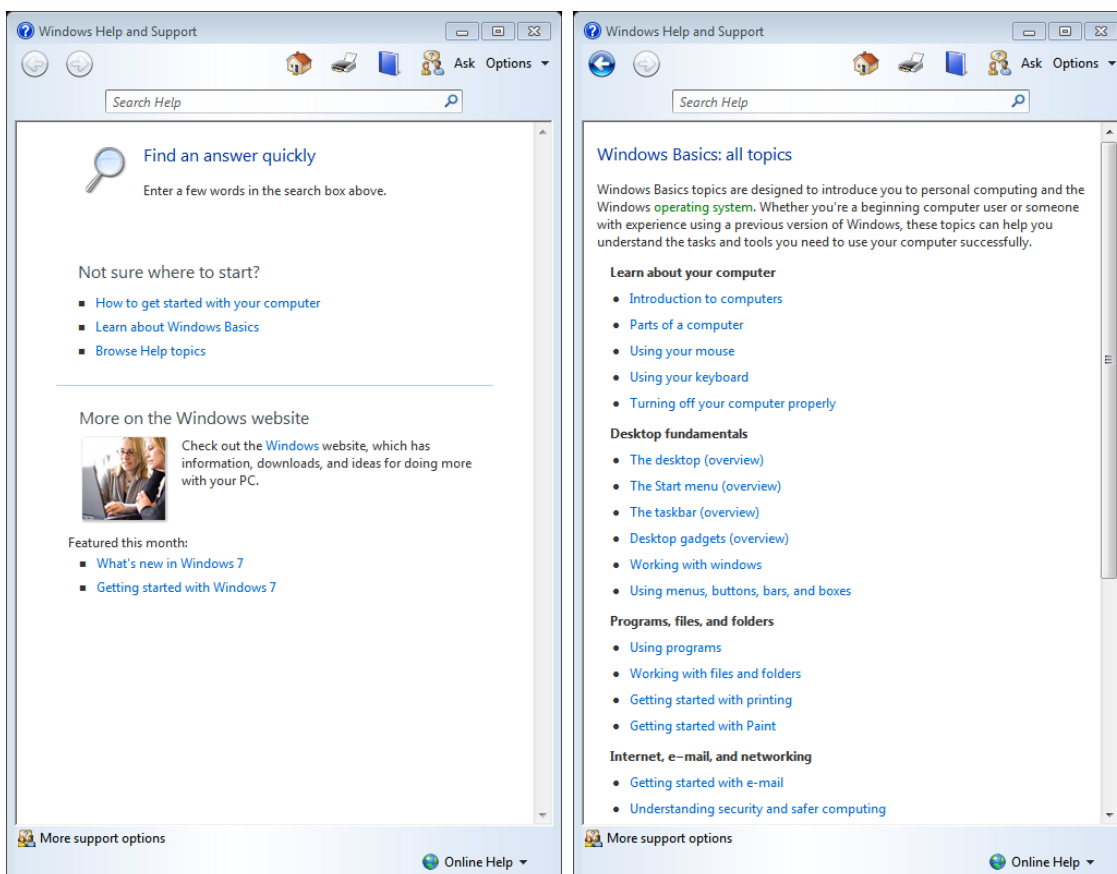 Windows Help and Support
Ask Options
Search Help
Find an answer quickly
Enter a few words in the search box above.
Not sure where to start?
How to get started with your computer
Learn about Windows Basics
Browse Help topics
More on the Windows website
Check out the Windows website, which has
information, downloads, and ideas for doing more
with your PC.
Featured this month:
What's new in Windows 7
Getting started with Windows 7
More support options
Online Help
Windows Help and Support
Ask Options
Search Help
Windows Basics: all topics
Windows Basics topics are designed to introduce you to personal computing and the
Windows operating system. Whether you're a beginning computer user or someone
with experience using a previous version of Windows, these topics can help you
understand the tasks and tools you need to use your computer successfully.
Learn about your computer
Introduction to computers
Parts of a computer
Using your mouse
Using your keyboard
Turning off your computer properly
Desktop fundamentals
The desktop (overview)
The Start menu (overview)
The taskbar (overview)
Desktop gadgets (overview)
Working with windows
Using menus, buttons, bars, and boxes
Programs, files, and folders
Using programs
Working with files and folders
Getting started with printing
Getting started with Paint
Internet, e-mail, and networking
Getting started with e-mail
Understanding security and safer computing
More support options
Online Help